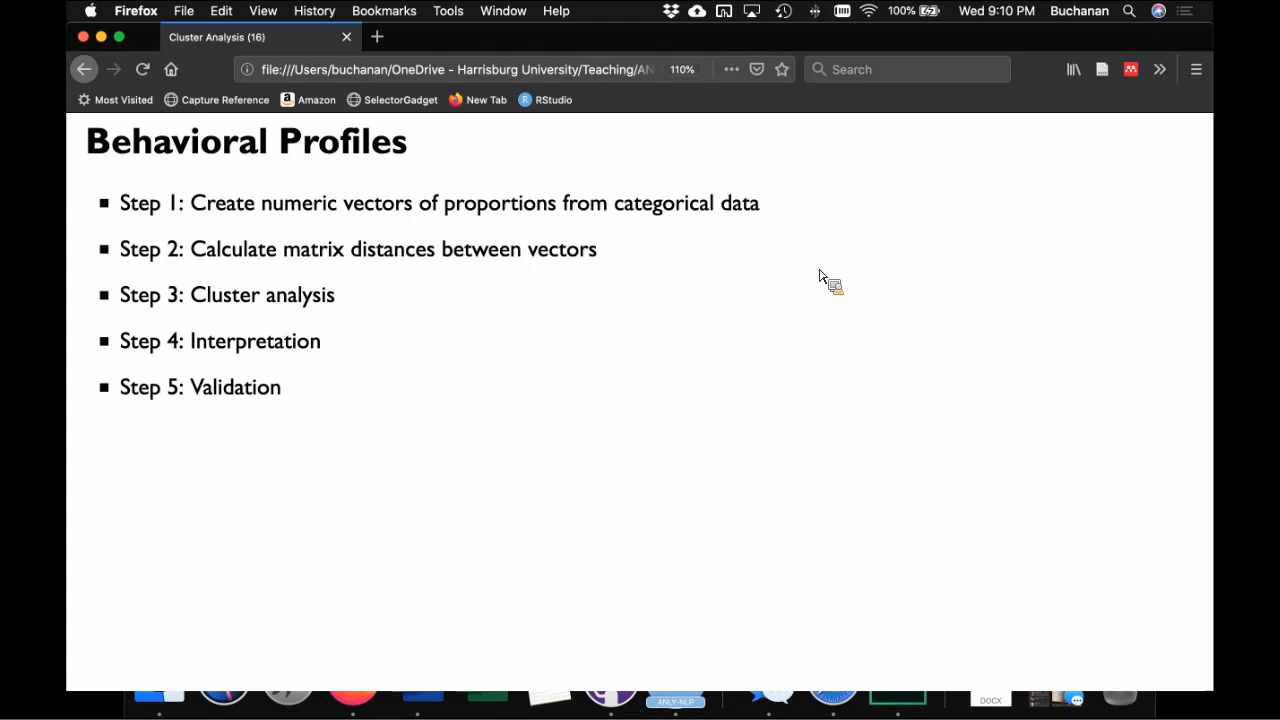 Firefox File Edit View History Bookmarks Tools Window Help 100% Wed 9:10 PM Buchanan
Cluster Analysis (16)
file:///Users/buchanan/OneDrive - Harrisburg University/Teaching/AN 110% Search
Most Visited Capture Reference Amazon SelectorGadget New Tab RStudio
Behavioral Profiles
Step 1: Create numeric vectors of proportions from categorical data
Step 2: Calculate matrix distances between vectors
Step 3: Cluster analysis
Step 4: Interpretation
Step 5: Validation
ANLY-NLP DOCX